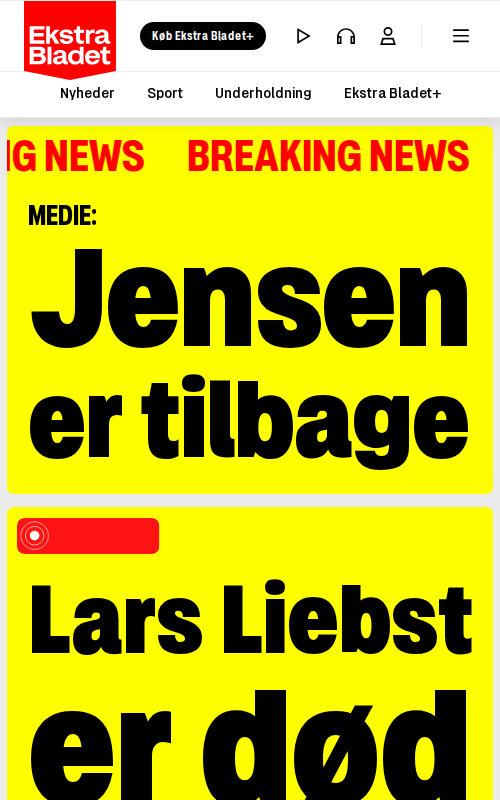 Ekstra
Bladet
Køb Ekstra Bladet+
Nyheder
Sport
Underholdning
Ekstra Bladet+
NG NEWS
BREAKING NEWS
MEDIE:
Jensen
er tilbage
Lars Liebst
er død